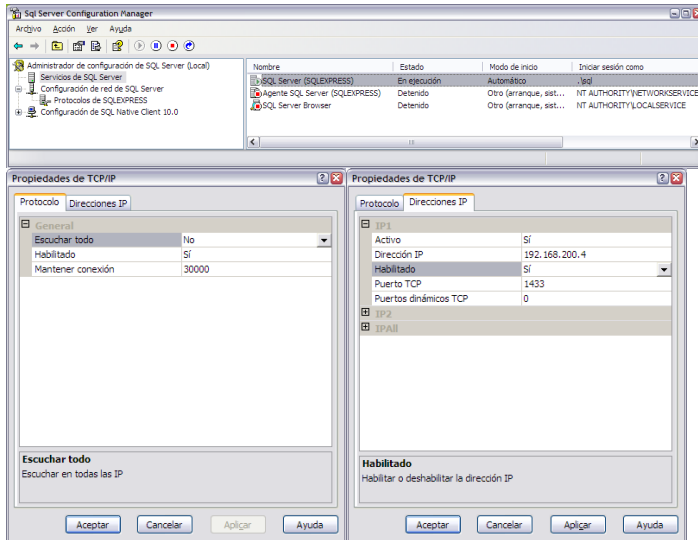 Sql Server Configuration Manager
Archivo Acción Ver Ayuda
Administrador de configuración de SQL Server (Local)
Servicios de SQL Server
Configuración de red de SQL Server
Protocolos de SQLEXPRESS
Configuración de SQL Native Client 10.0
Nombre Estado Modo de inicio Iniciar sesión como
SQL Server (SQLEXPRESS) En ejecución Automático .\sql
Agente SQL Server (SQLEXPRESS) Detenido Otro (arranque, sist... NT AUTHORITY\NETWORKSERVICE
SQL Server Browser Detenido Otro (arranque, sist... NT AUTHORITY\LOCALSERVICE
Propiedades de TCP/IP
Protocolo Direcciones IP
General
Escuchar todo No
Habilitado Sí
Mantener conexión 30000
Escuchar todo
Escuchar en todas las IP
Aceptar Cancelar Aplicar Ayuda
Propiedades de TCP/IP
Protocolo Direcciones IP
IP1
Activo Sí
Dirección IP 192.168.200.4
Habilitado Sí
Puerto TCP 1433
Puertos dinámicos TCP 0
IP2
IPAll
Habilitado
Habilitar o deshabilitar la dirección IP
Aceptar Cancelar Aplicar Ayuda